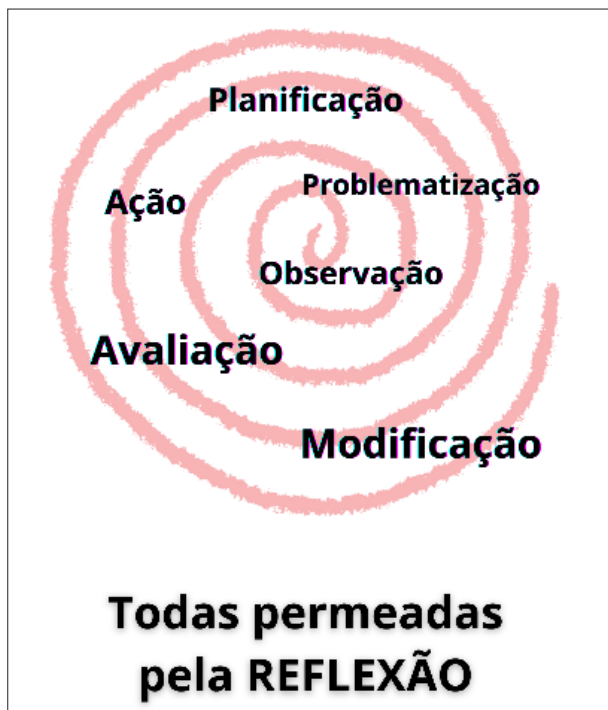 Planificação
Problematização
Ação
Observação
Avaliação
Modificação
Todas permeadas
pela REFLEXÃO